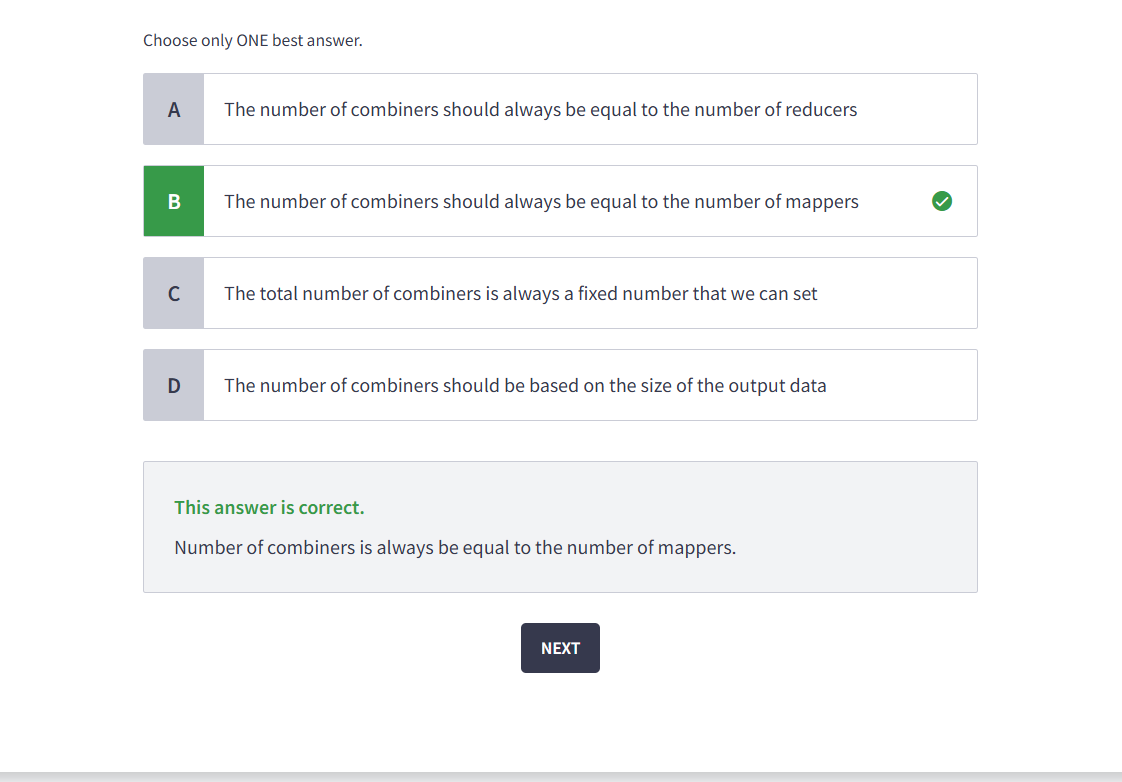 Choose only ONE best answer.
A The number of combiners should always be equal to the number of reducers
B The number of combiners should always be equal to the number of mappers
C The total number of combiners is always a fixed number that we can set
D The number of combiners should be based on the size of the output data
This answer is correct.
Number of combiners is always be equal to the number of mappers.
NEXT